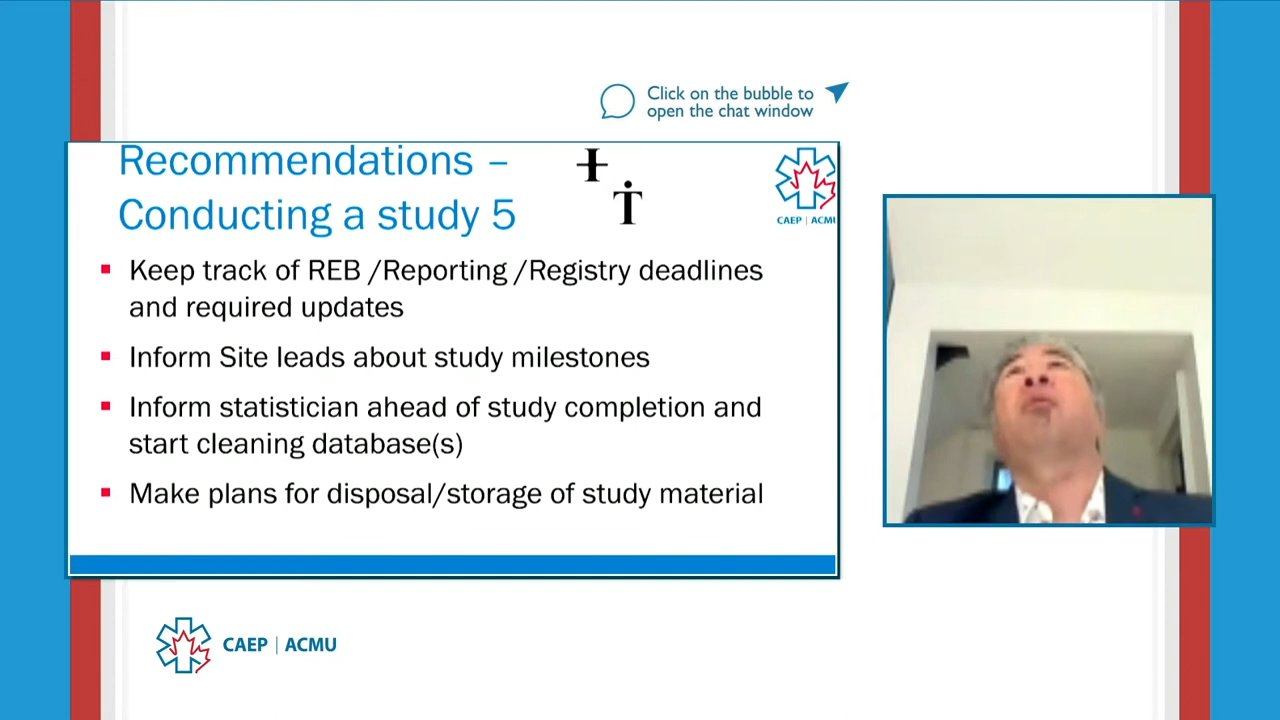 Click on the bubble to
open the chat window
Recommendations –
Conducting a study 5
CAEP | ACMU
Keep track of REB /Reporting /Registry deadlines
and required updates
Inform Site leads about study milestones
Inform statistician ahead of study completion and
start cleaning database(s)
Make plans for disposal/storage of study material
CAEP | ACMU